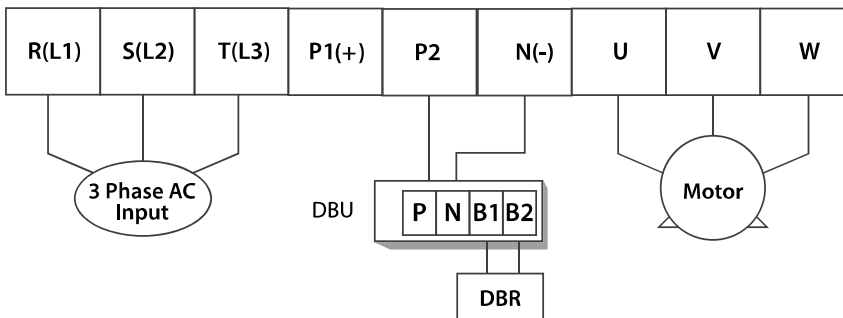 R(L1) S(L2) T(L3) P1(+) P2 N(-) U V W
3 Phase AC
Input
DBU
P N B1 B2
Motor
DBR